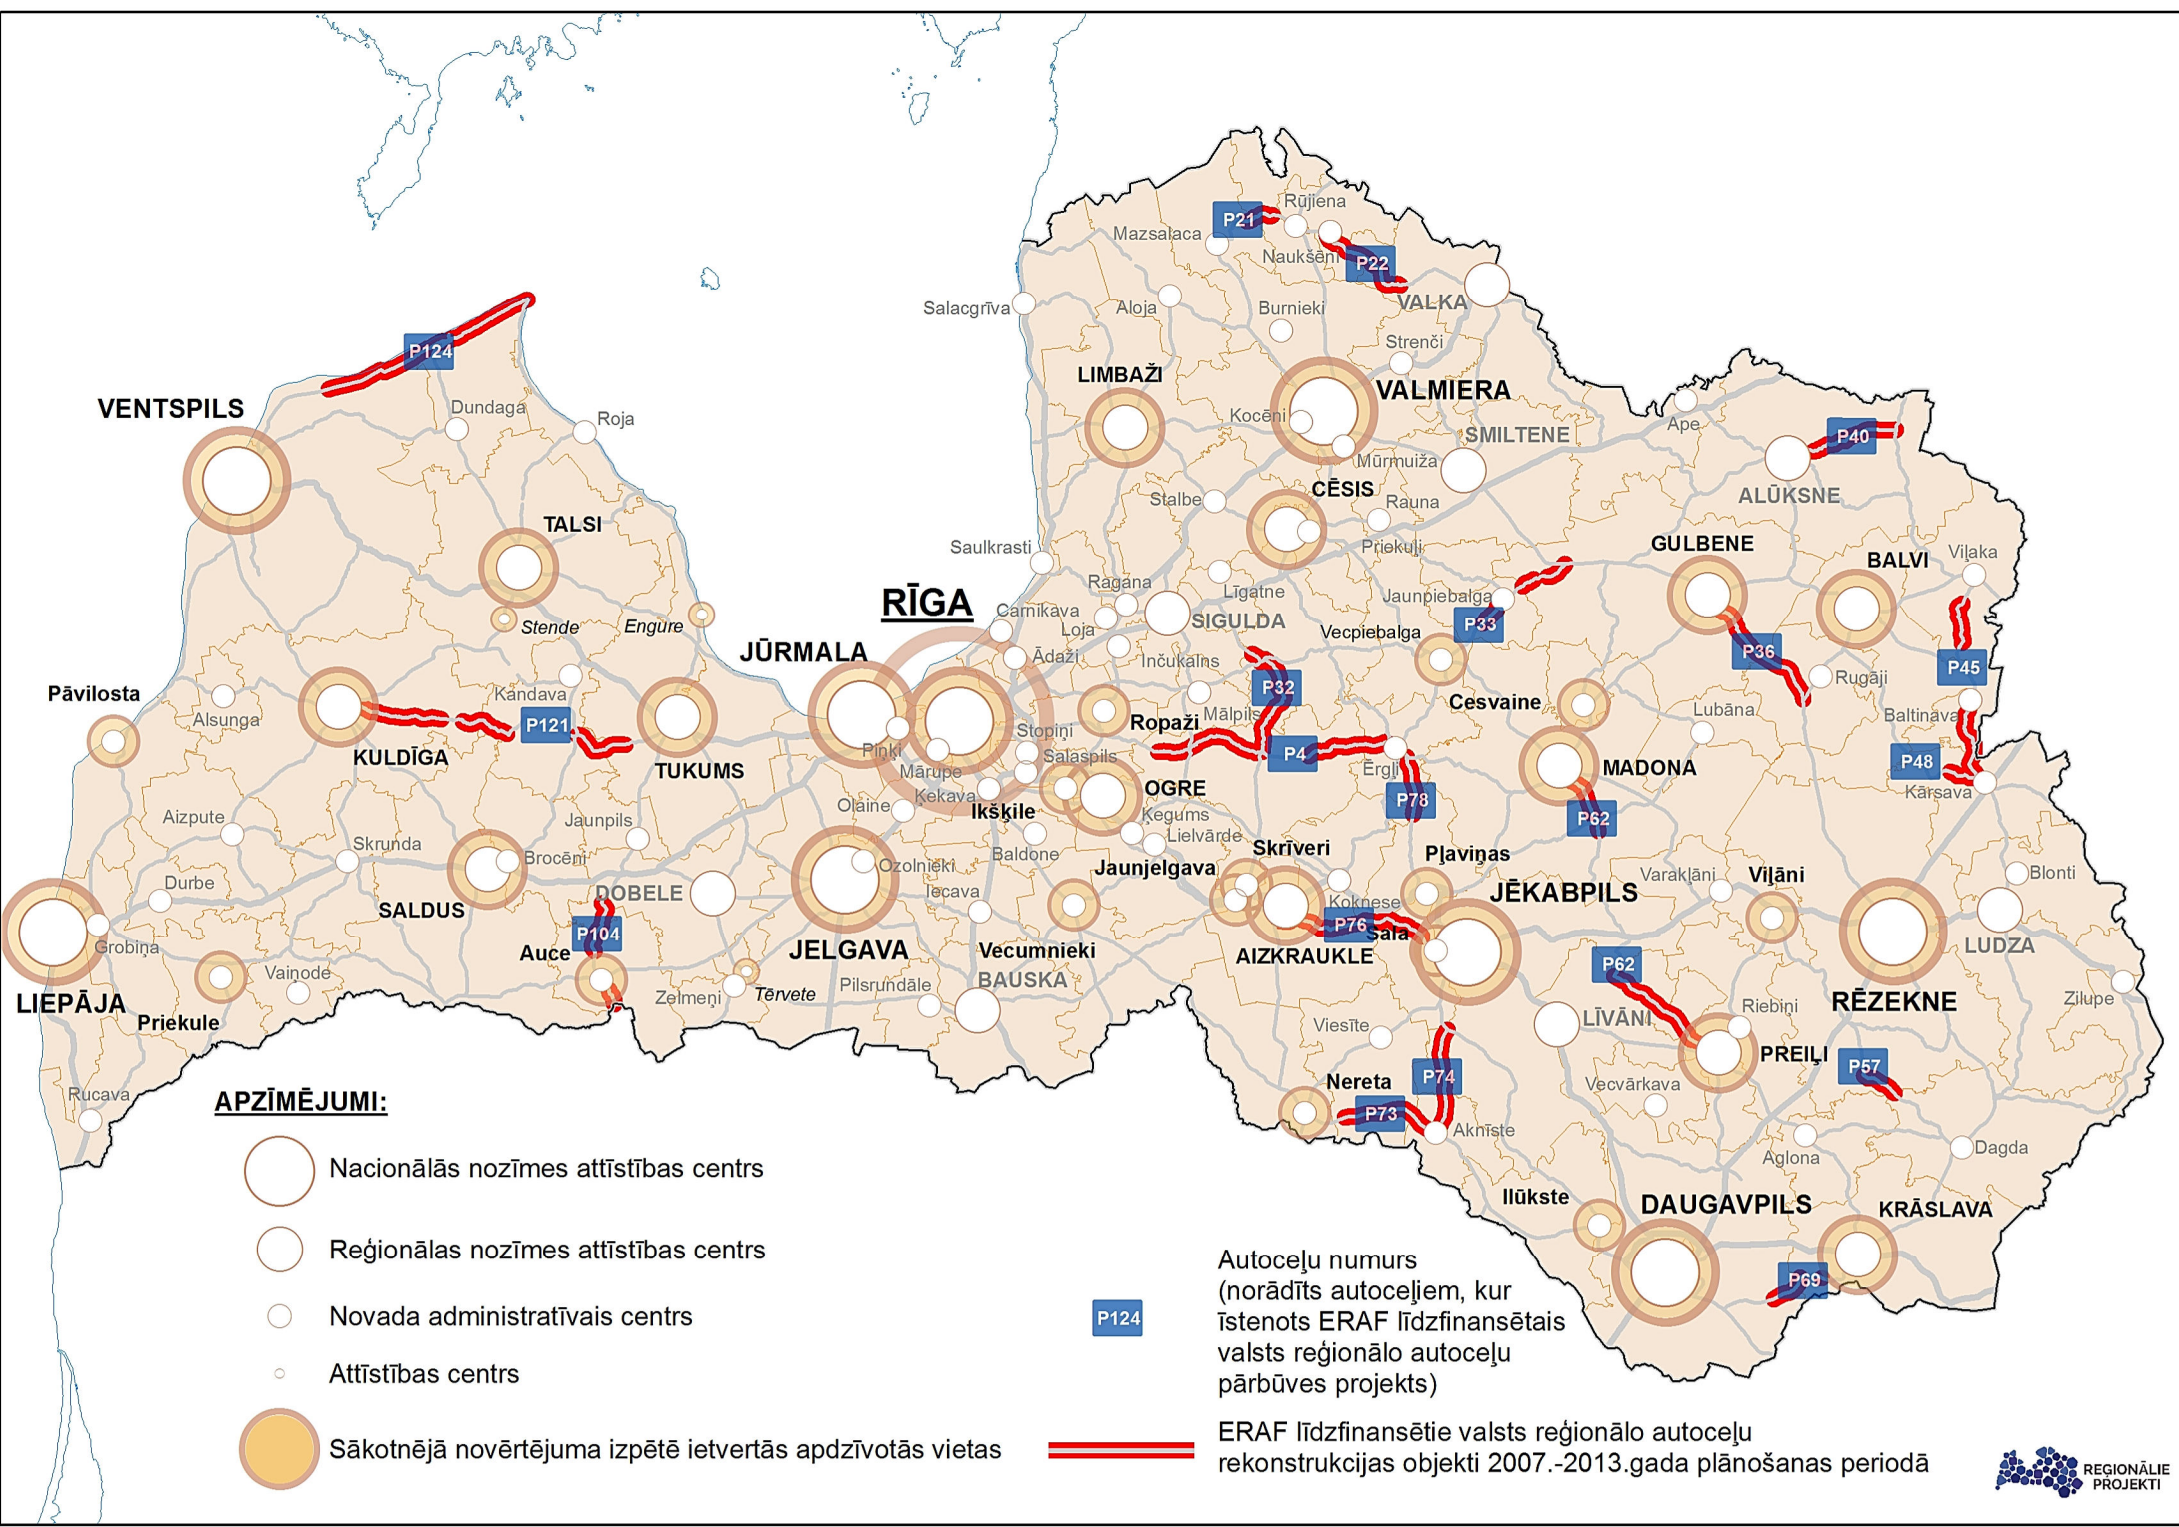 P21
Rūjiena
Mazsalaca
Naukšēni
P22
VALKA
Salacgrīva
Aloja
Burnieki
Strenči
P124
VENTSPILS
Dundaga
Roja
LIMBAŽI
VALMIERA
Kocēni
SMILTENE
Mūrmuiža
Ape
P40
ALŪKSNE
CĒSIS
Stalbe
Rauna
Priekuļi
TALSI
Saulkrasti
GULBENE
BALVI
Viļaka
Ragana
Līgatne
Jaunpiebalga
RĪGA
Carnikava
Loja
SIGULDA
P33
Vecpiebalga
Stende
Engure
JŪRMALA
Ādaži
Inčukalns
P36
P45
Rugāji
Pāvilosta
Alsunga
Kandava
P121
P32
Mālpils
Ropaži
Cesvaine
Lubāna
Baltinava
KULDĪGA
TUKUMS
Piņķi
Mārupe
Stopiņi
Salaspils
P4
Ērgļi
MADONA
P48
Kārsava
Ķekava
Ikšķile
OGRE
P78
P62
Olaine
Ķegums
Lielvārde
Aizpute
Jaunpils
Skrunda
Brocēni
Baldone
Jaunjelgava
Skrīveri
Pļaviņas
Durbe
DOBELE
Ozolnieki
Iecava
Koknese
JĒKABPILS
Varakļāni
Viļāni
Blonti
SALDUS
P104
P76
Sala
LUDZA
Grobiņa
Auce
JELGAVA
Vecumnieki
AIZKRAUKLE
P62
LIEPĀJA
Vaiņode
Zelmeņi
Tērvete
Pilsrundāle
BAUSKA
RĒZEKNE
Zilupe
Priekule
Viesīte
LĪVĀNI
Riebiņi
PREIĻI
P57
Rucava
Nereta
P74
P73
Aknīste
Vecvārkava
Aglona
Dagda
Ilūkste
DAUGAVPILS
KRĀSLAVA
P69
APZĪMĒJUMI:
Nacionālās nozīmes attīstības centrs
Reģionālas nozīmes attīstības centrs
Novada administratīvais centrs
Attīstības centrs
Sākotnējā novērtējuma izpētē ietvertās apdzīvotās vietas
P124
Autoceļu numurs
(norādīts autoceļiem, kur
īstenots ERAF līdzfinansētais
valsts reģionālo autoceļu
pārbūves projekts)
ERAF līdzfinansētie valsts reģionālo autoceļu
rekonstrukcijas objekti 2007.-2013.gada plānošanas periodā
REĢIONĀLIE
PROJEKTI